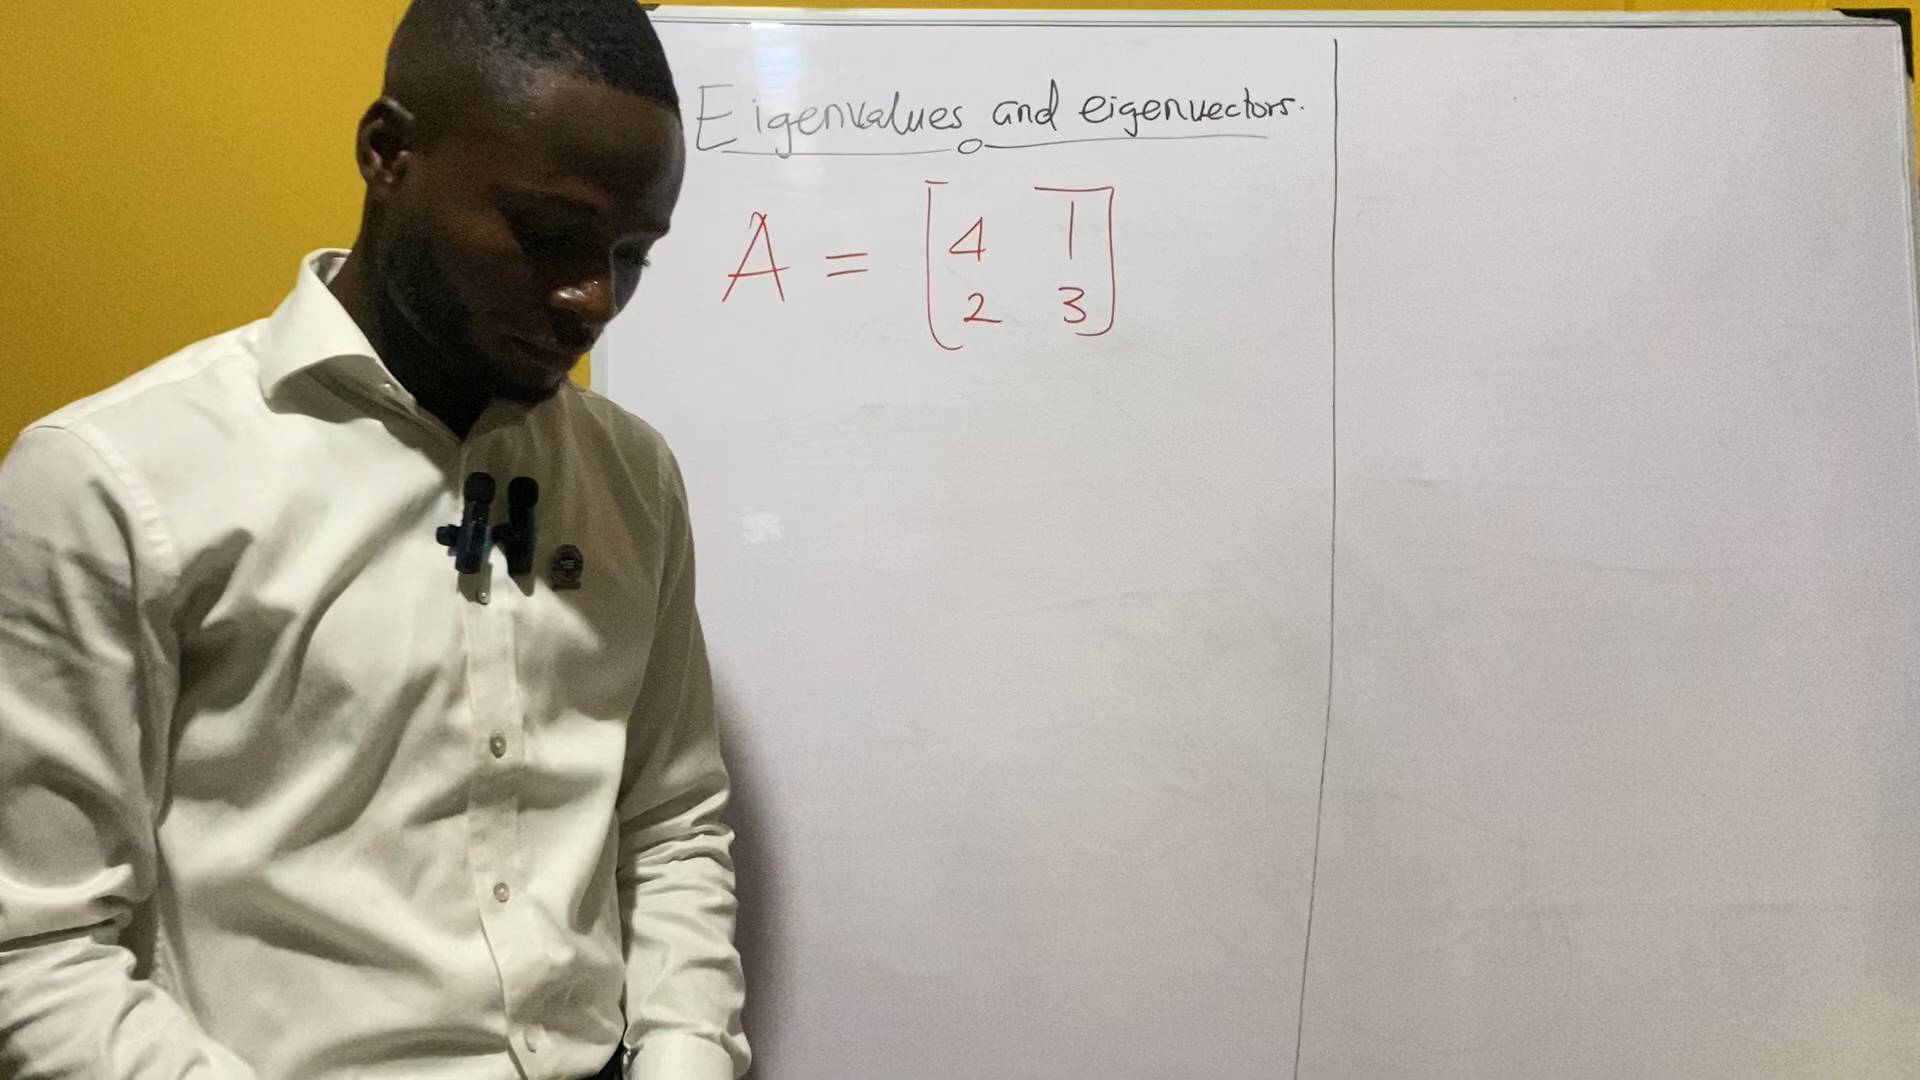 Eigenvalues and eigenvectors.
A = [4 1
2 3]